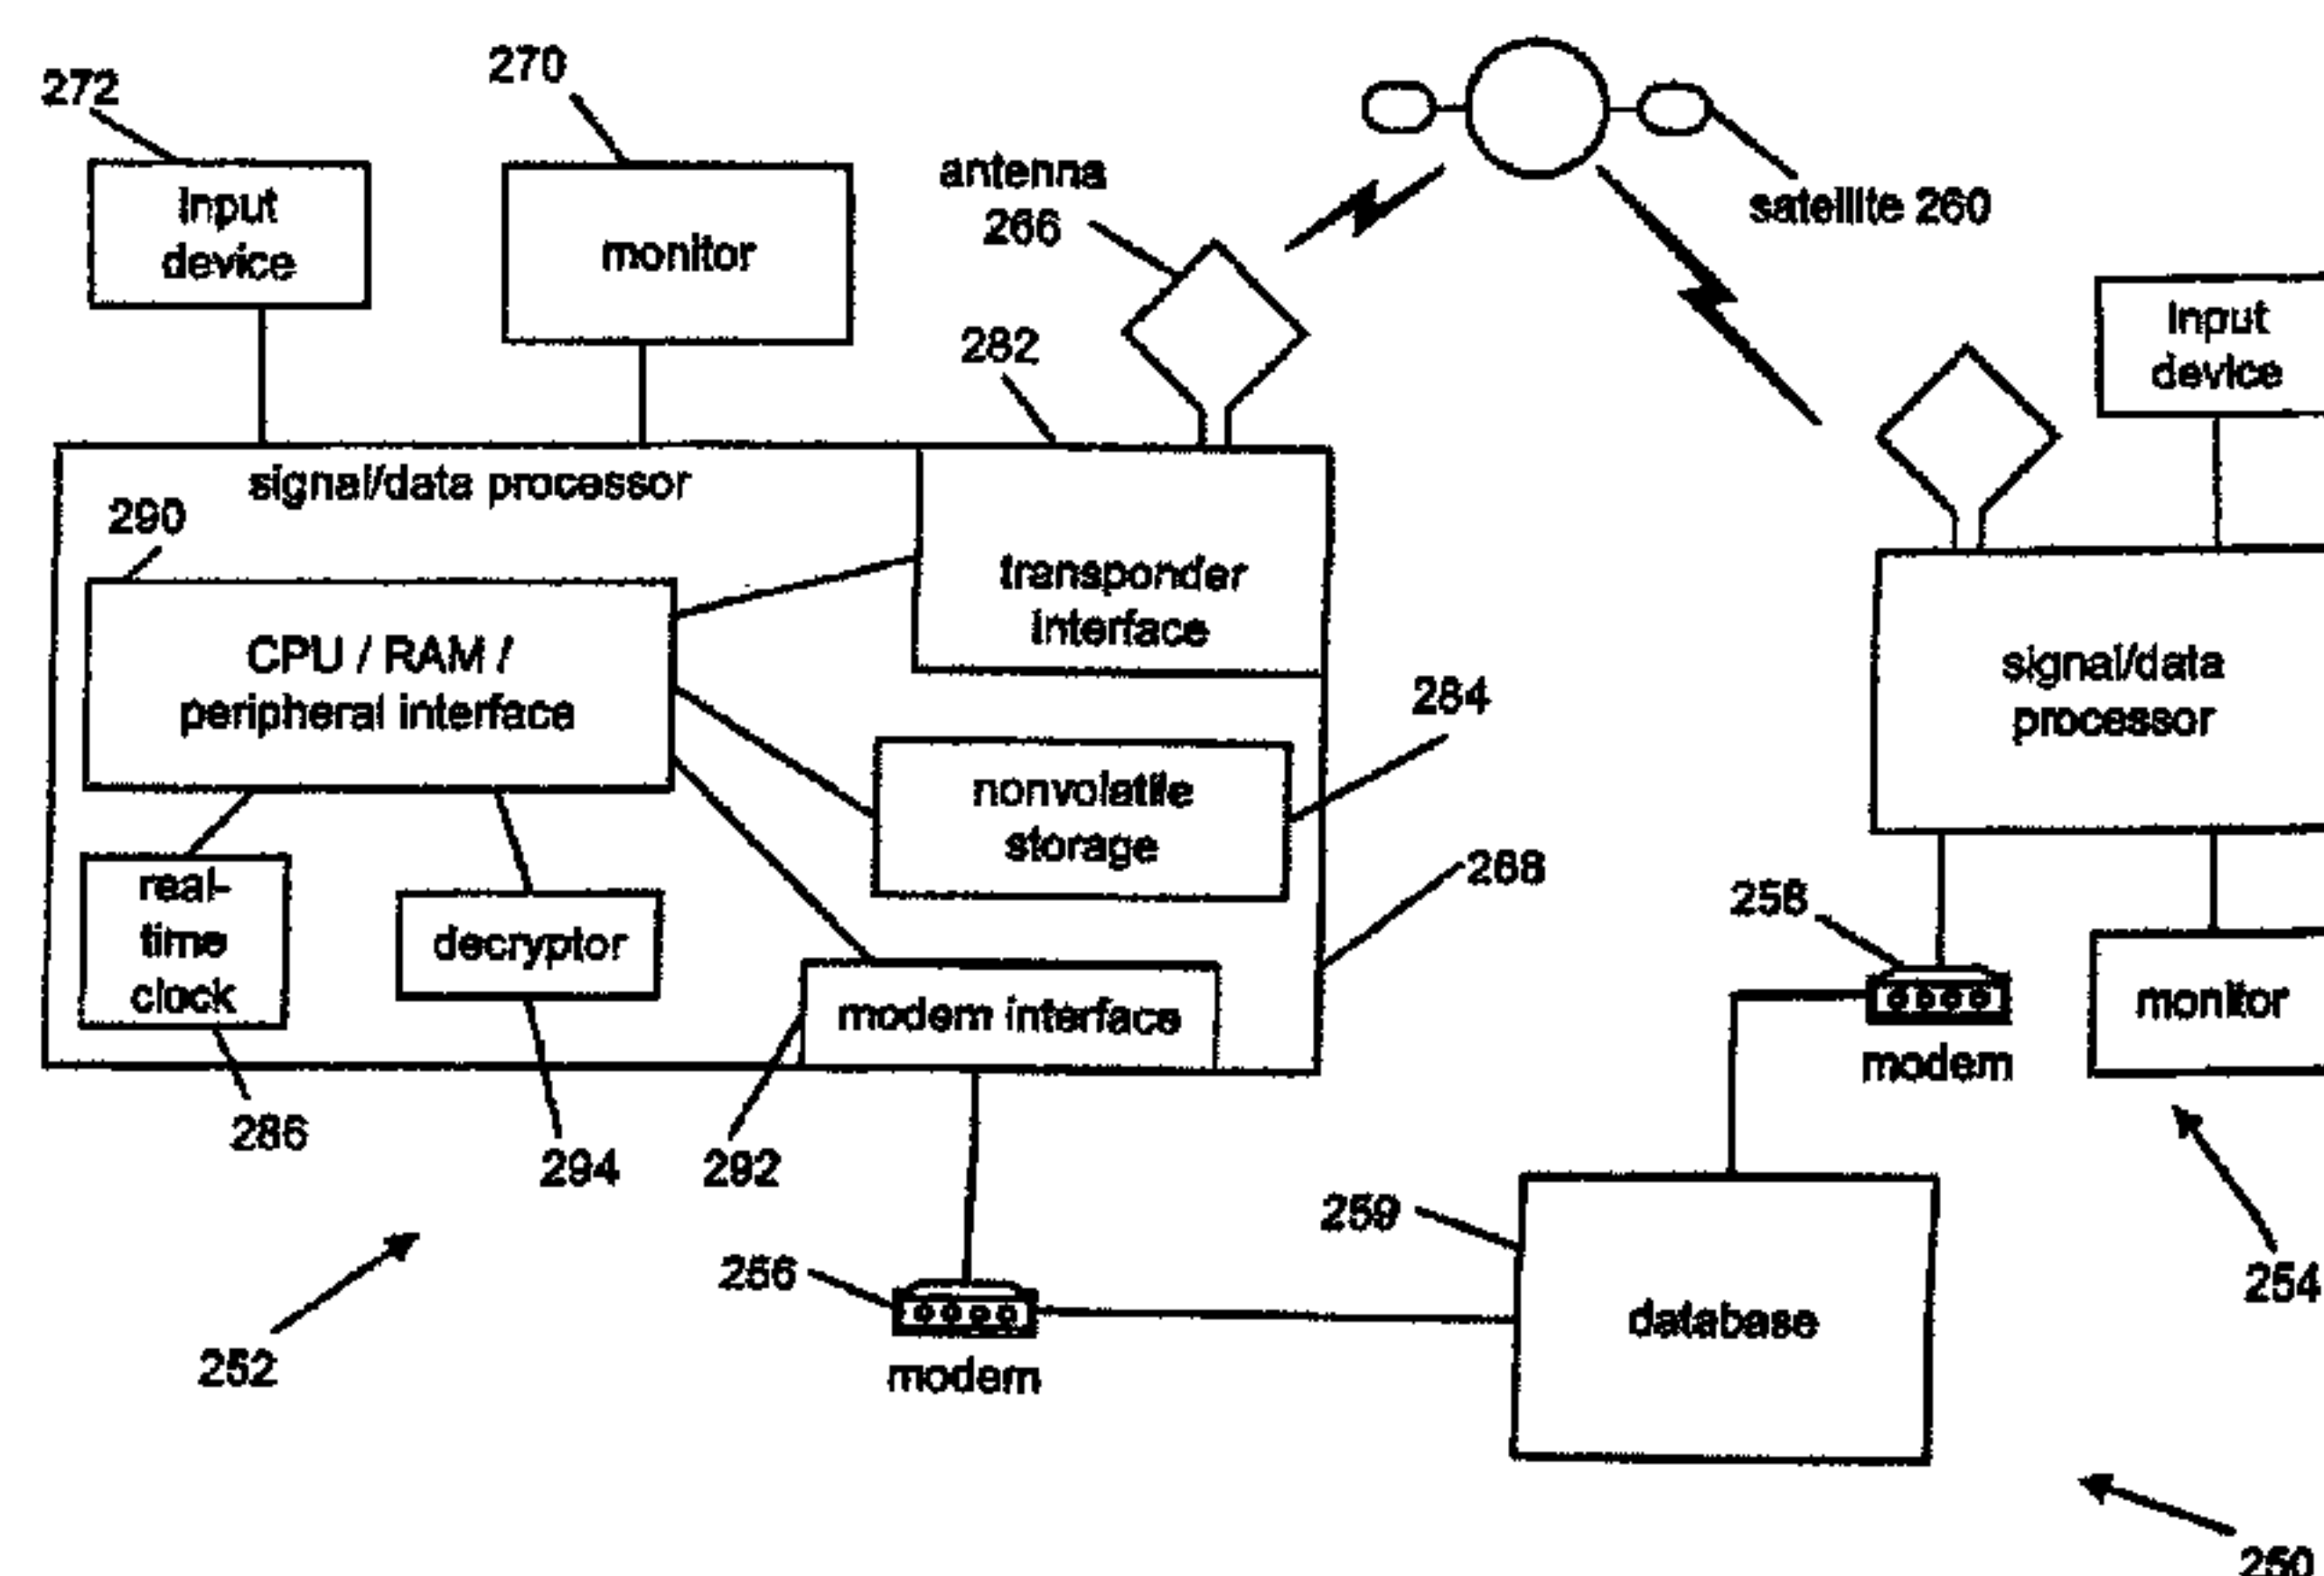 272
270
antenna
266
satellite 260
input
device
monitor
282
input
device
signal/data processor
290
transponder
interface
CPU / RAM /
peripheral interface
284
signal/data
processor
nonvolatile
storage
268
258
real-
time
clock
decryptor
modem interface
monitor
modem
286
294
292
259
256
254
database
252
modem
250